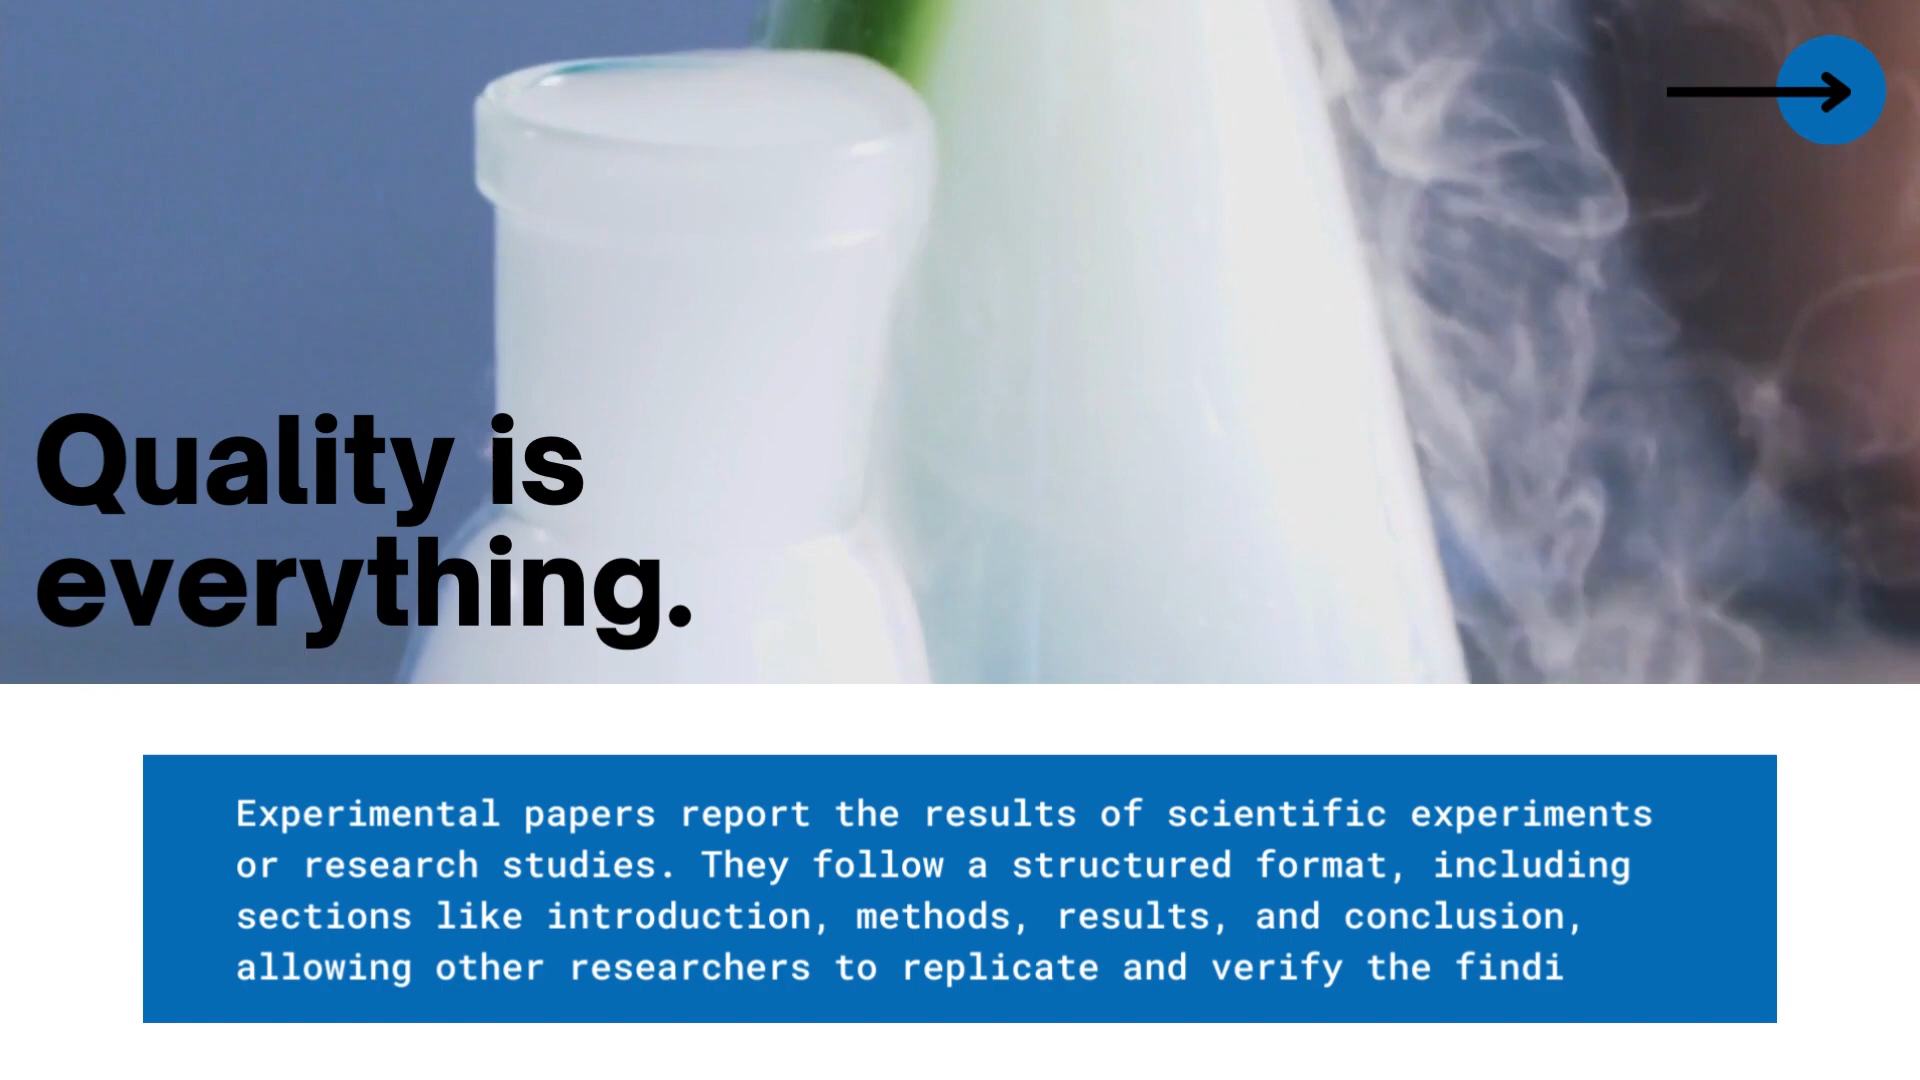 Quality is
everything.
Experimental papers report the results of scientific experiments
or research studies. They follow a structured format, including
sections like introduction, methods, results, and conclusion,
allowing other researchers to replicate and verify the findi